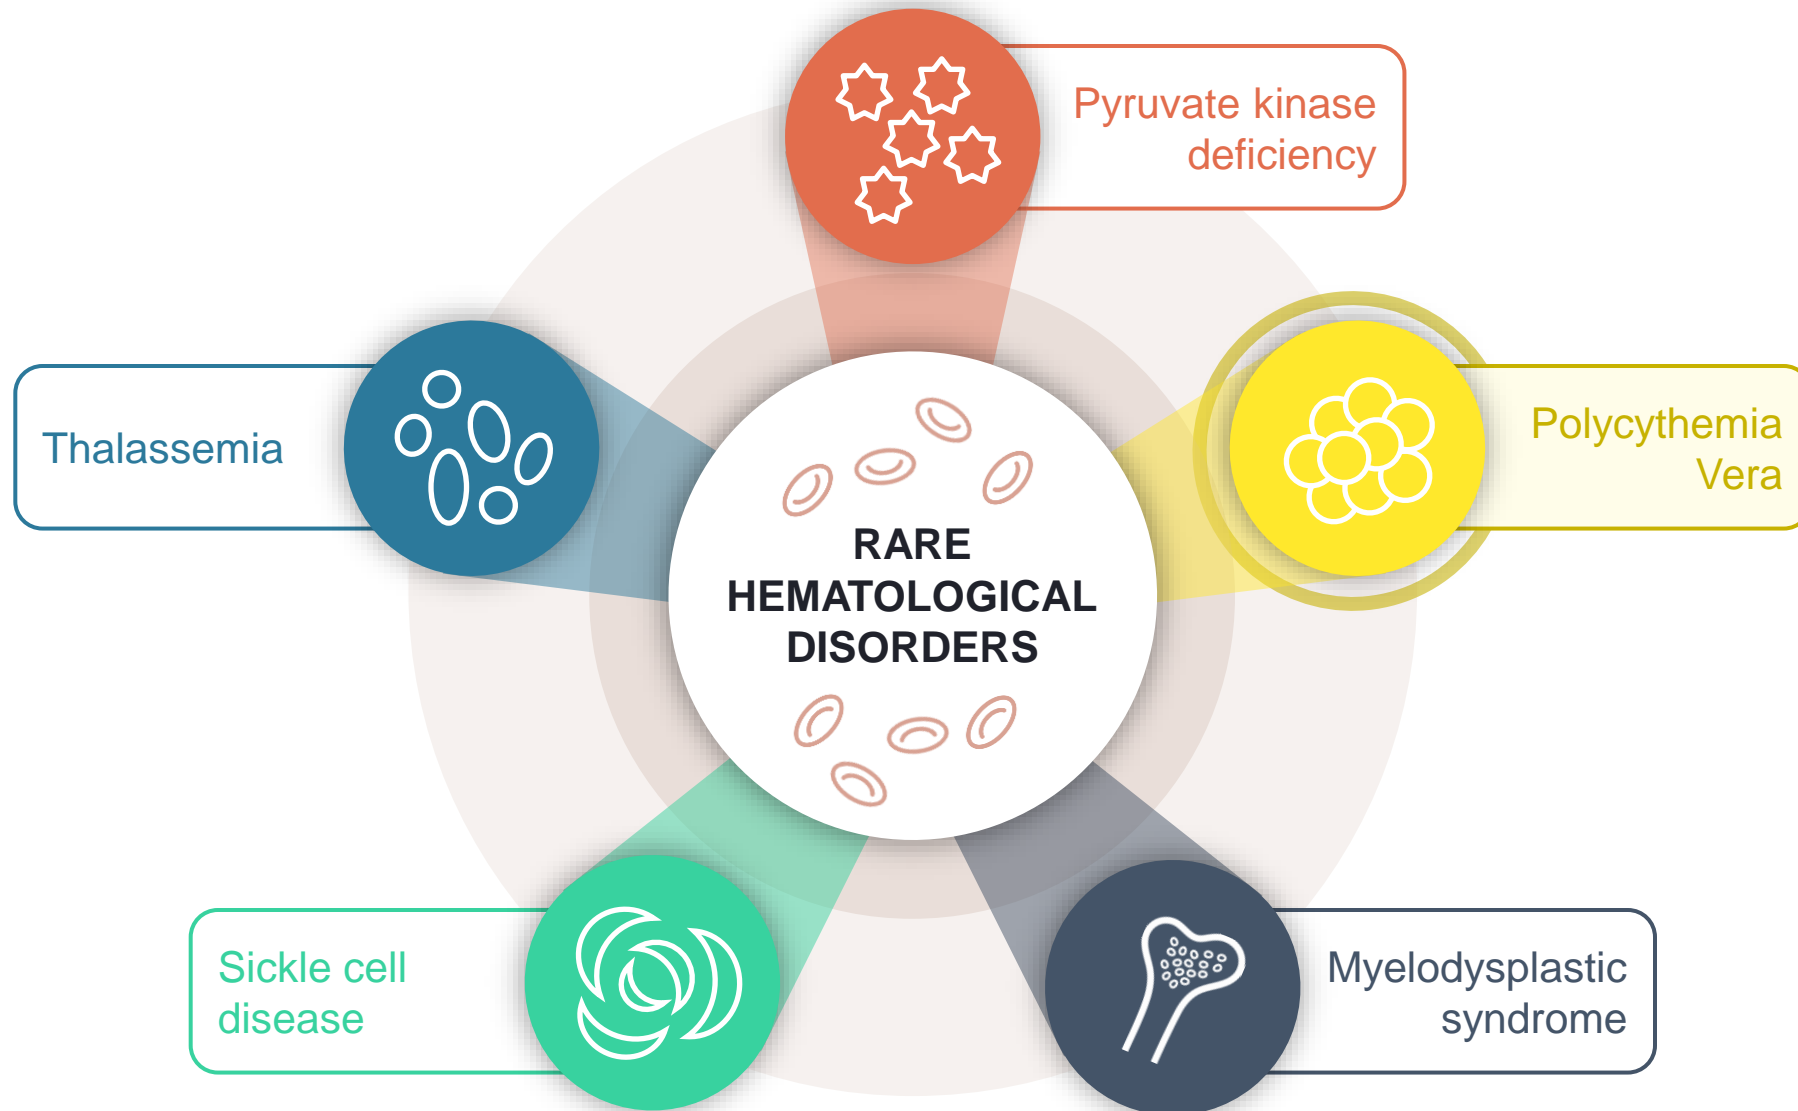 Pyruvate kinase
deficiency
Thalassemia
Polycythemia
Vera
RARE
HEMATOLOGICAL
DISORDERS
Sickle cell
disease
Myelodysplastic
syndrome